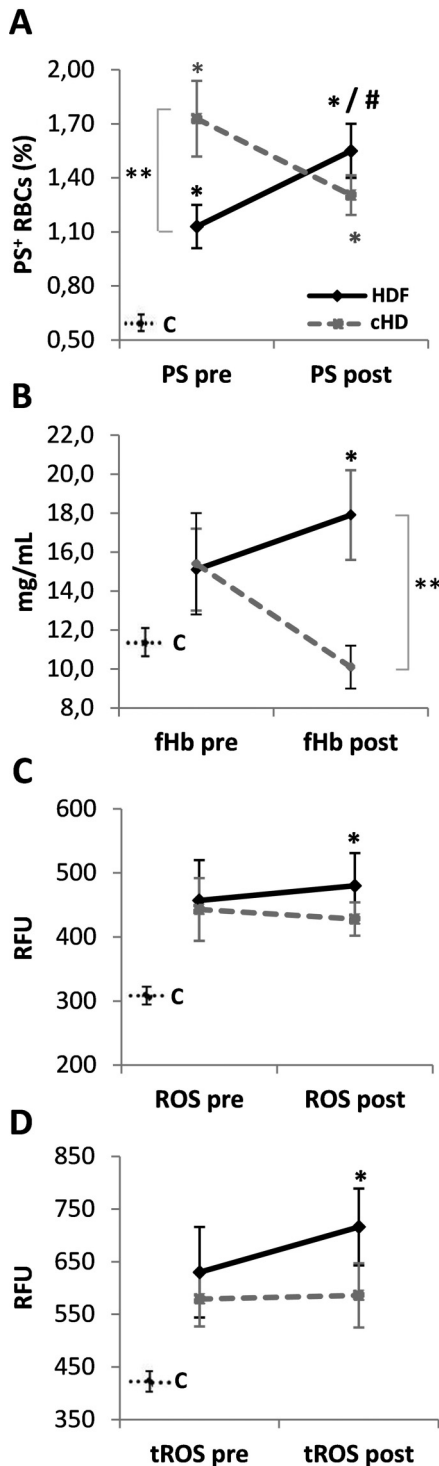 A
2,00
1,70
1,40
1,10
0,80
0,50
PS⁺ RBCs (%)
*
* / #
**
*
*
C
HDF
cHD
PS pre
PS post
B
22,0
20,0
18,0
16,0
14,0
12,0
10,0
8,0
mg/mL
*
**
C
fHb pre
fHb post
C
600
500
400
300
200
RFU
*
C
ROS pre
ROS post
D
850
750
650
550
450
350
RFU
*
C
tROS pre
tROS post